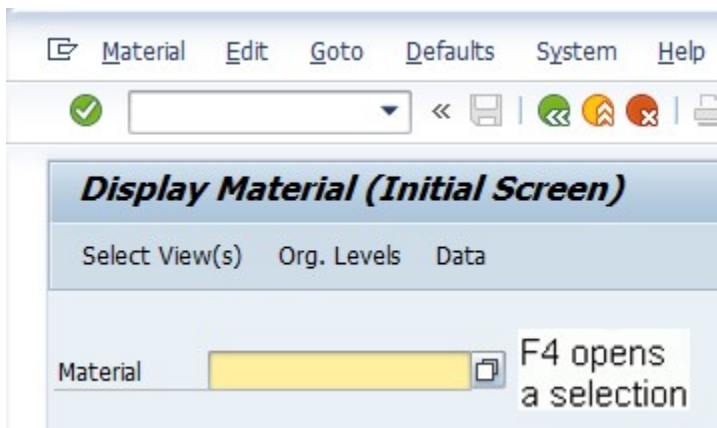 Material Edit Goto Defaults System Help
Display Material (Initial Screen)
Select View(s) Org. Levels Data
Material
F4 opens
a selection